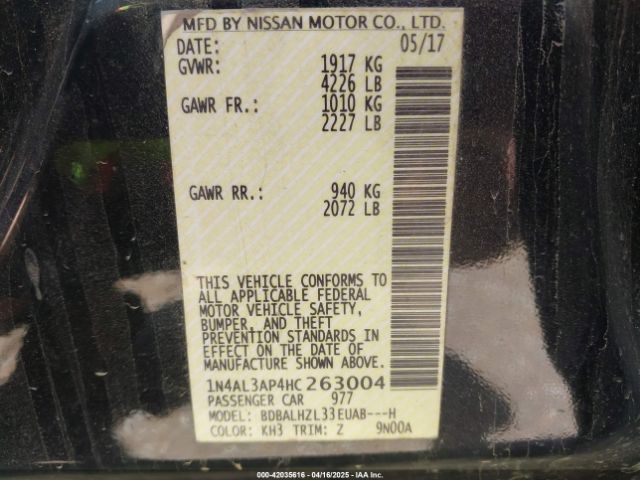 MFD BY NISSAN MOTOR CO., LTD.
DATE: 05/17
GVWR: 1917 KG
4226 LB
GAWR FR.: 1010 KG
2227 LB
GAWR RR.: 940 KG
2072 LB
THIS VEHICLE CONFORMS TO
ALL APPLICABLE FEDERAL
MOTOR VEHICLE SAFETY,
BUMPER, AND THEFT
PREVENTION STANDARDS IN
EFFECT ON THE DATE OF
MANUFACTURE SHOWN ABOVE.
1N4AL3AP4HC263004
PASSENGER CAR 977
MODEL: BDBALHZL33EUAB---H
COLOR: KH3 TRIM: Z 9N00A
000-42035616 - 04/16/2025 - IAA Inc.